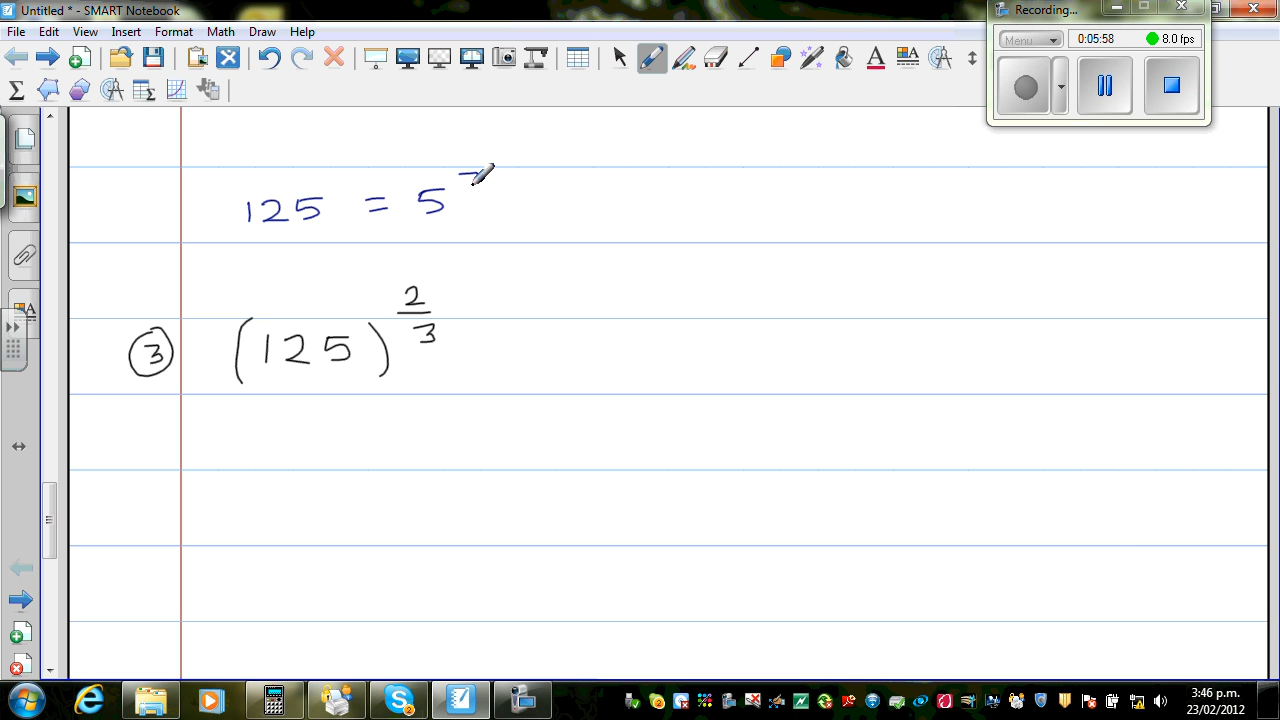 Untitled * - SMART Notebook
Recording...
File Edit View Insert Format Math Draw Help
Menu 0:05:58 8.0 fps
125 = 5
3 (125)^{2/3}
3:46 p.m.
23/02/2012